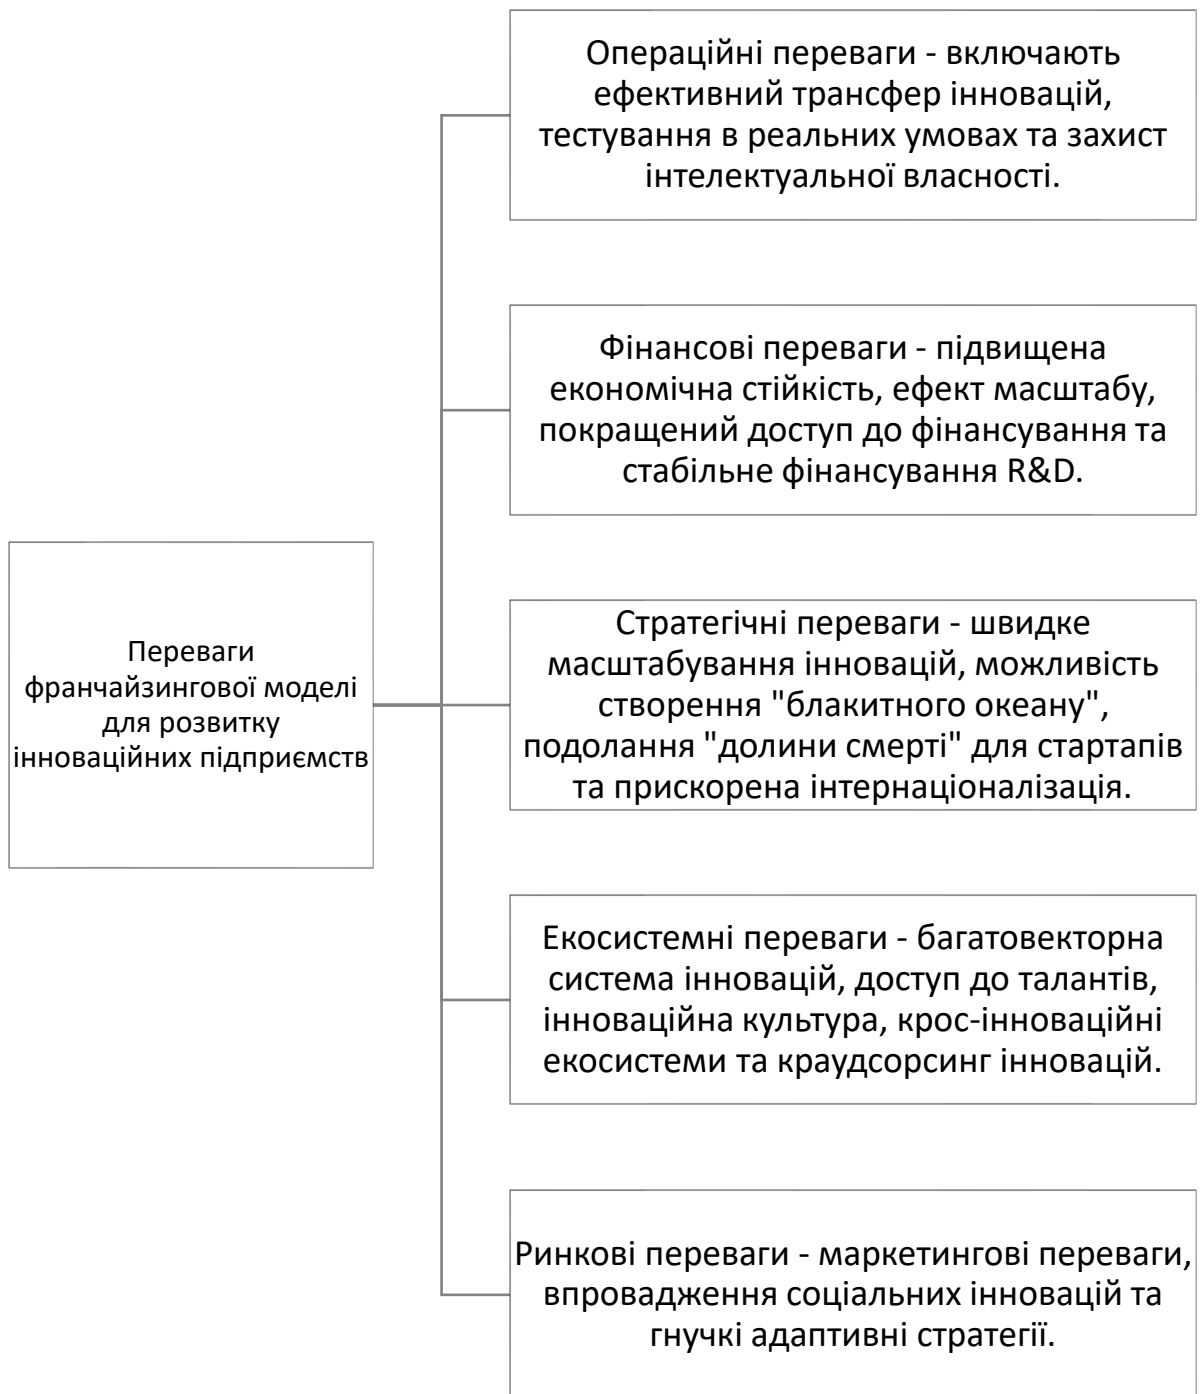 Операційні переваги - включають
ефективний трансфер інновацій,
тестування в реальних умовах та захист
інтелектуальної власності.
Фінансові переваги - підвищена
економічна стійкість, ефект масштабу,
покращений доступ до фінансування та
стабільне фінансування R&D.
Переваги
франчайзингової моделі
для розвитку
інноваційних підприємств
Стратегічні переваги - швидке
масштабування інновацій, можливість
створення "блакитного океану",
подолання "долини смерті" для стартапів
та прискорена інтернаціоналізація.
Екосистемні переваги - багатовекторна
система інновацій, доступ до талантів,
інноваційна культура, крос-інноваційні
екосистеми та краудсорсинг інновацій.
Ринкові переваги - маркетингові переваги,
впровадження соціальних інновацій та
гнучкі адаптивні стратегії.